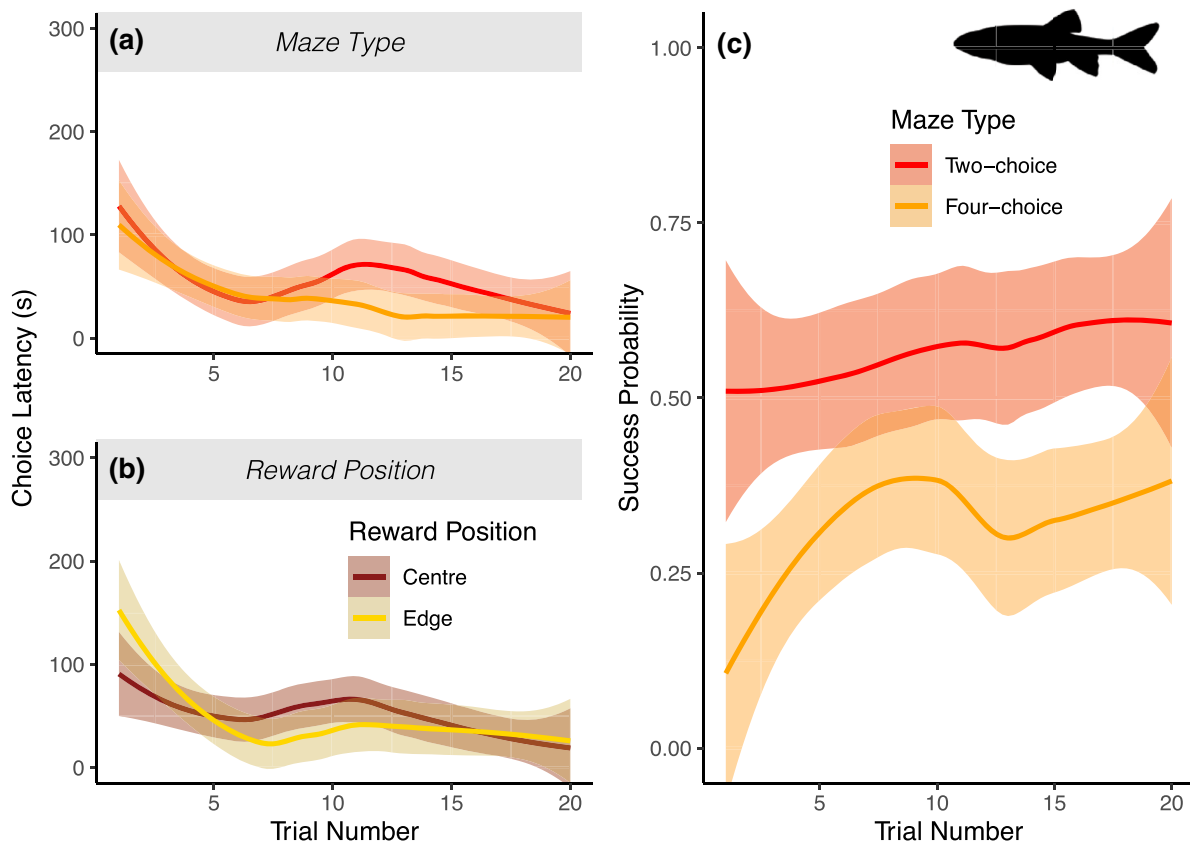 (a) Maze Type
300
200
100
0
5 10 15 20
Choice Latency (s)
(b) Reward Position
300
200
100
0
Reward Position
Centre
Edge
5 10 15 20
Trial Number
(c)
1.00
0.75
0.50
0.25
0.00
Success Probability
Maze Type
Two−choice
Four−choice
5 10 15 20
Trial Number